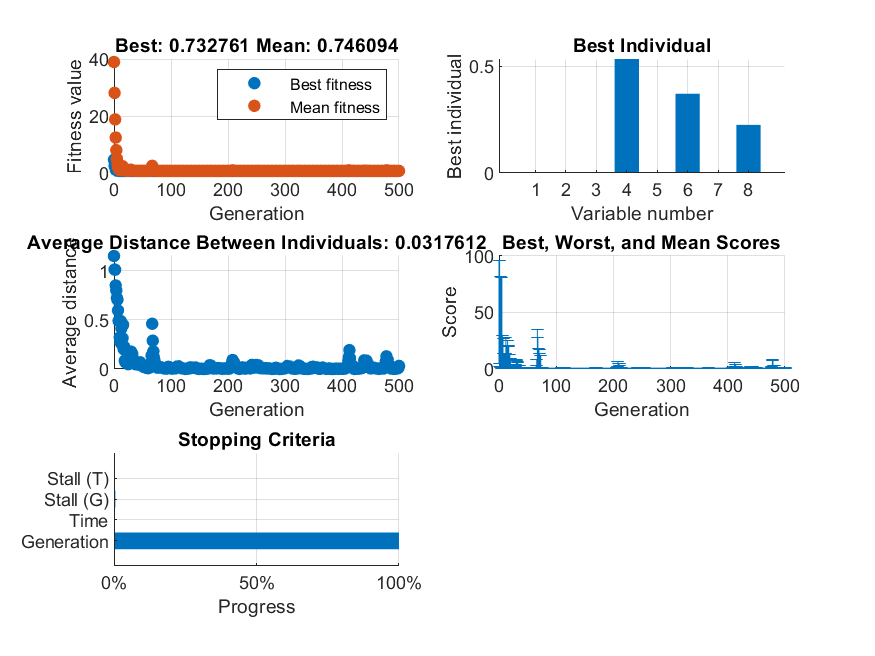 Best: 0.732761 Mean: 0.746094
Fitness value
40
20
0
Best fitness
Mean fitness
0 100 200 300 400 500
Generation
Best Individual
Best individual
0.5
0
1 2 3 4 5 6 7 8
Variable number
Average Distance Between Individuals: 0.0317612
Average distance
1
0.5
0
0 100 200 300 400 500
Generation
Best, Worst, and Mean Scores
Score
100
50
0
0 100 200 300 400 500
Generation
Stopping Criteria
Stall (T)
Stall (G)
Time
Generation
0% 50% 100%
Progress